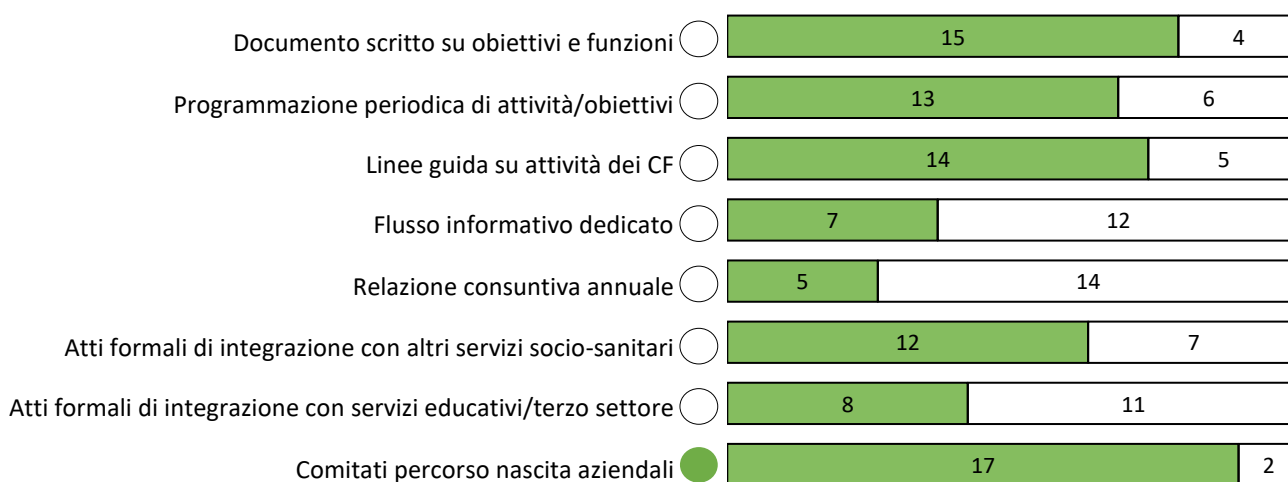 Documento scritto su obiettivi e funzioni 15 4
Programmazione periodica di attività/obiettivi 13 6
Linee guida su attività dei CF 14 5
Flusso informativo dedicato 7 12
Relazione consuntiva annuale 5 14
Atti formali di integrazione con altri servizi socio-sanitari 12 7
Atti formali di integrazione con servizi educativi/terzo settore 8 11
Comitati percorso nascita aziendali 17 2